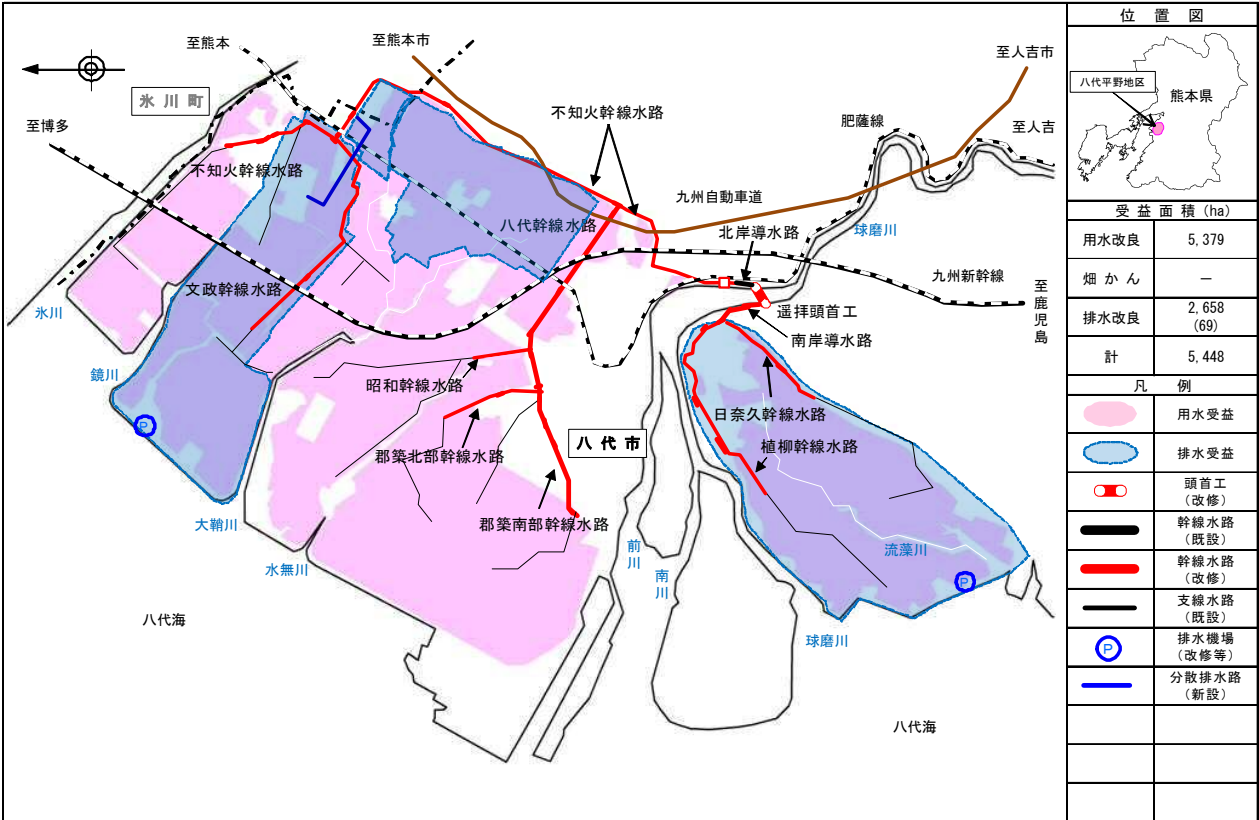 至熊本
至熊本市
至人吉市
氷川町
至博多
不知火幹線水路
肥薩線
至人吉
不知火幹線水路
九州自動車道
八代幹線水路
北岸導水路
球磨川
九州新幹線
至鹿児島
文政幹線水路
遥拝頭首工
氷川
南岸導水路
鏡川
昭和幹線水路
日奈久幹線水路
P
八代市
植柳幹線水路
郡築北部幹線水路
大鞘川
郡築南部幹線水路
水無川
前川
南川
流藻川
P
八代海
球磨川
八代海
位置図
八代平野地区
熊本県
受益面積(ha)
用水改良 5,379
畑かん −
排水改良 2,658
(69)
計 5,448
凡例
用水受益
排水受益
頭首工
(改修)
幹線水路
(既設)
幹線水路
(改修)
支線水路
(既設)
P 排水機場
(改修等)
分散排水路
(新設)